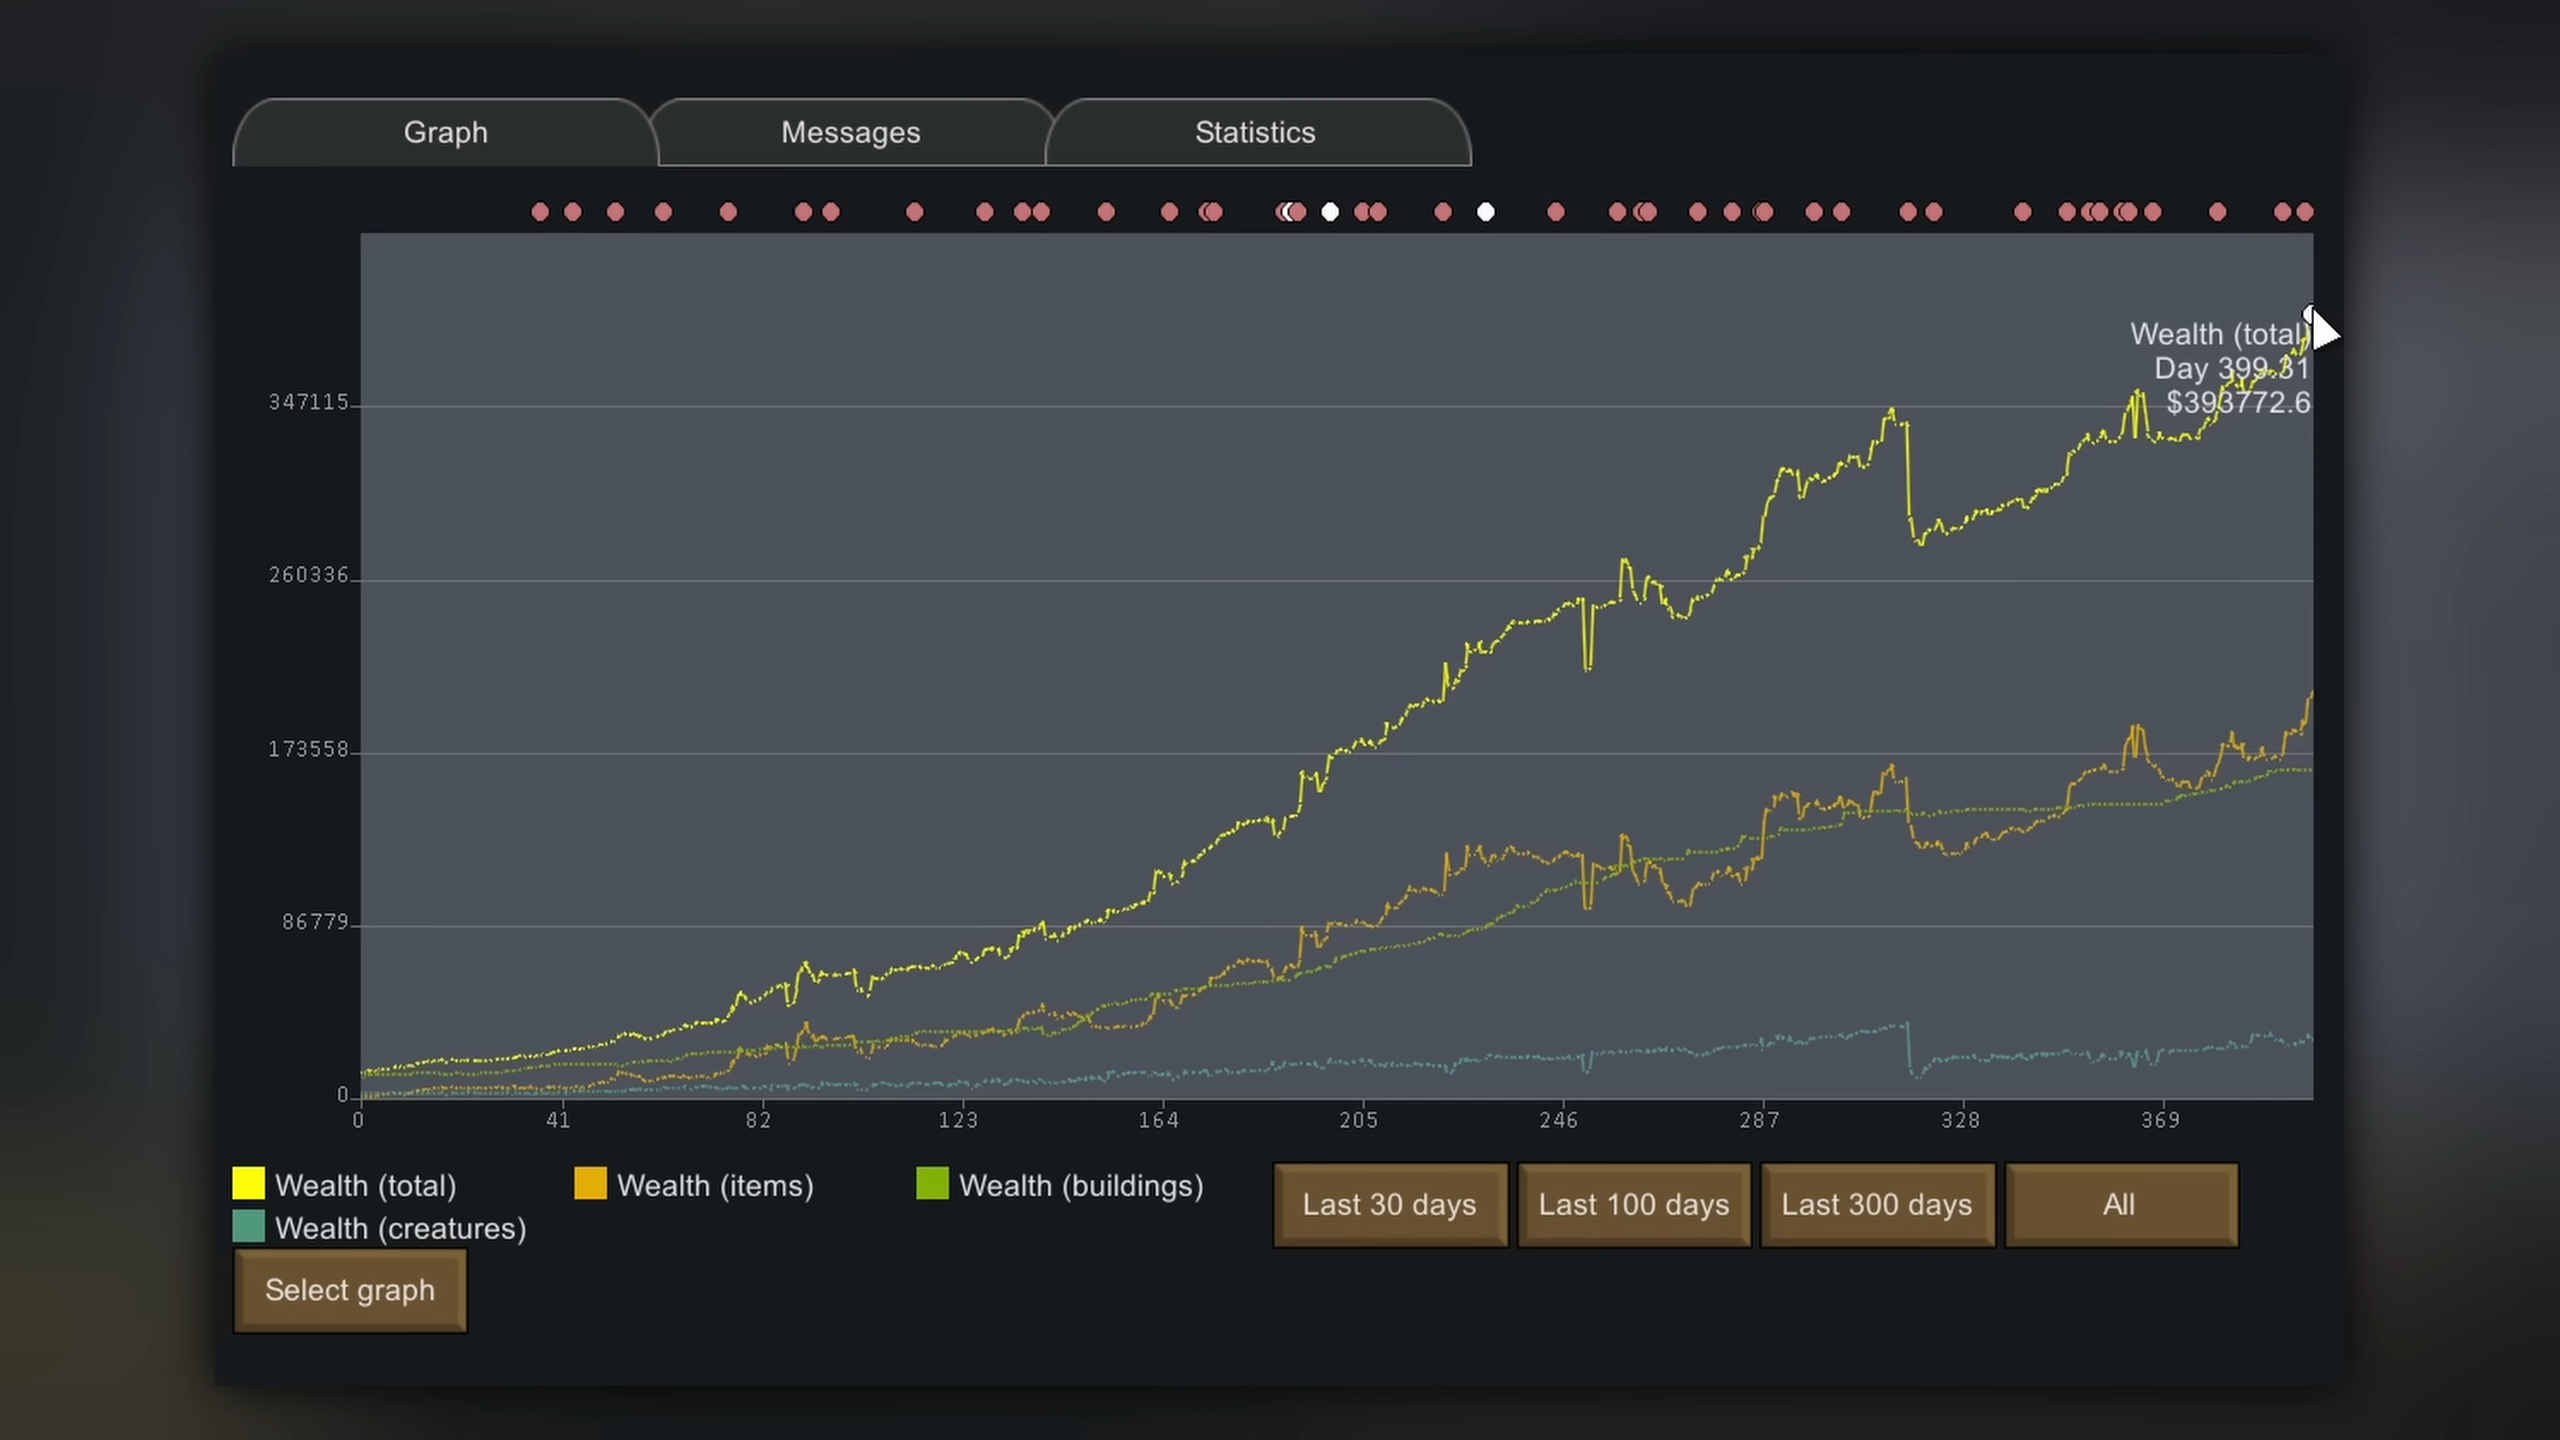 Graph Messages Statistics
Wealth (total)
Day 399.31
$393772.6
347115
260336
173558
86779
0
0 41 82 123 164 205 246 287 328 369
Wealth (total) Wealth (items) Wealth (buildings)
Wealth (creatures)
Last 30 days Last 100 days Last 300 days All
Select graph